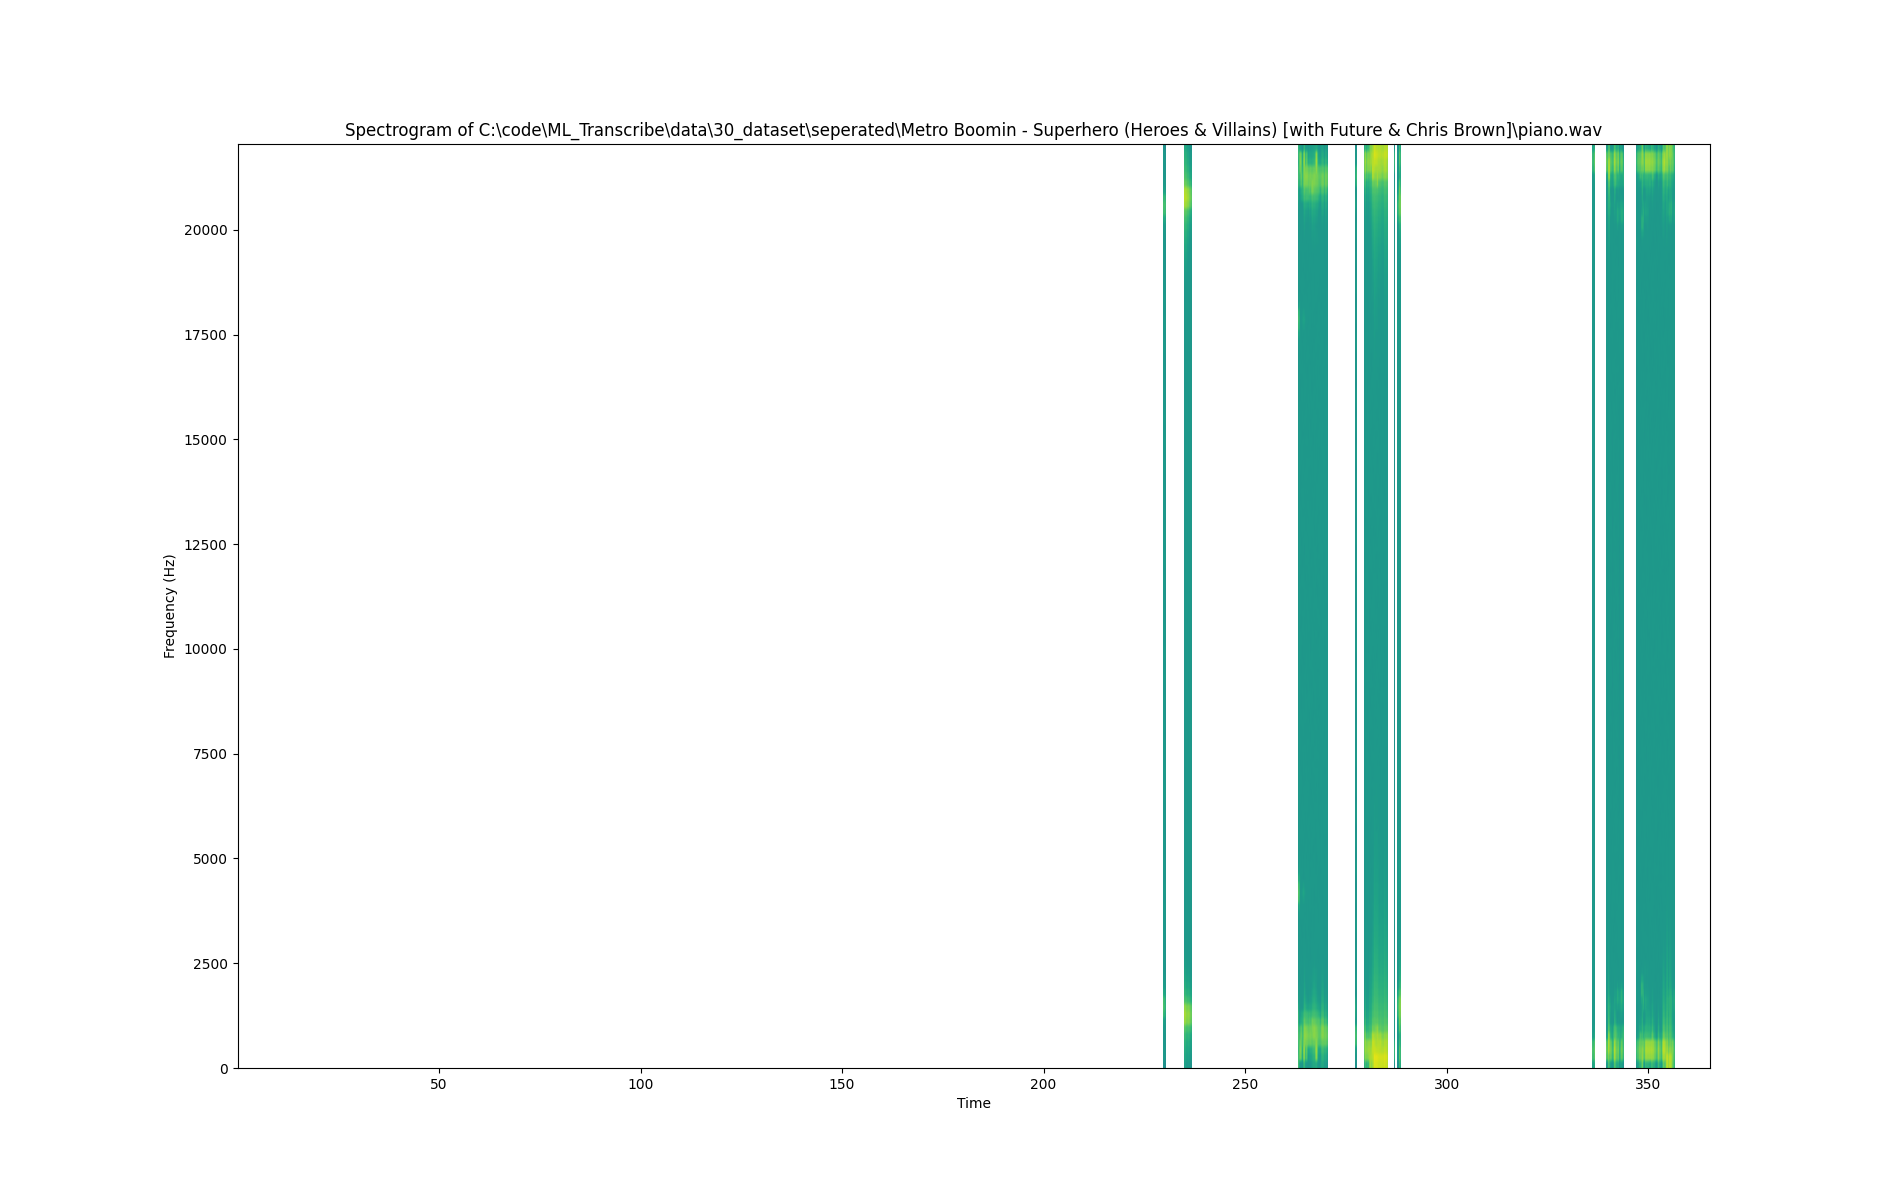 Spectrogram of C:\code\ML_Transcribe\data\30_dataset\seperated\Metro Boomin - Superhero (Heroes & Villains) [with Future & Chris Brown]\piano.wav
Frequency (Hz)
20000
17500
15000
12500
10000
7500
5000
2500
0
50 100 150 200 250 300 350
Time